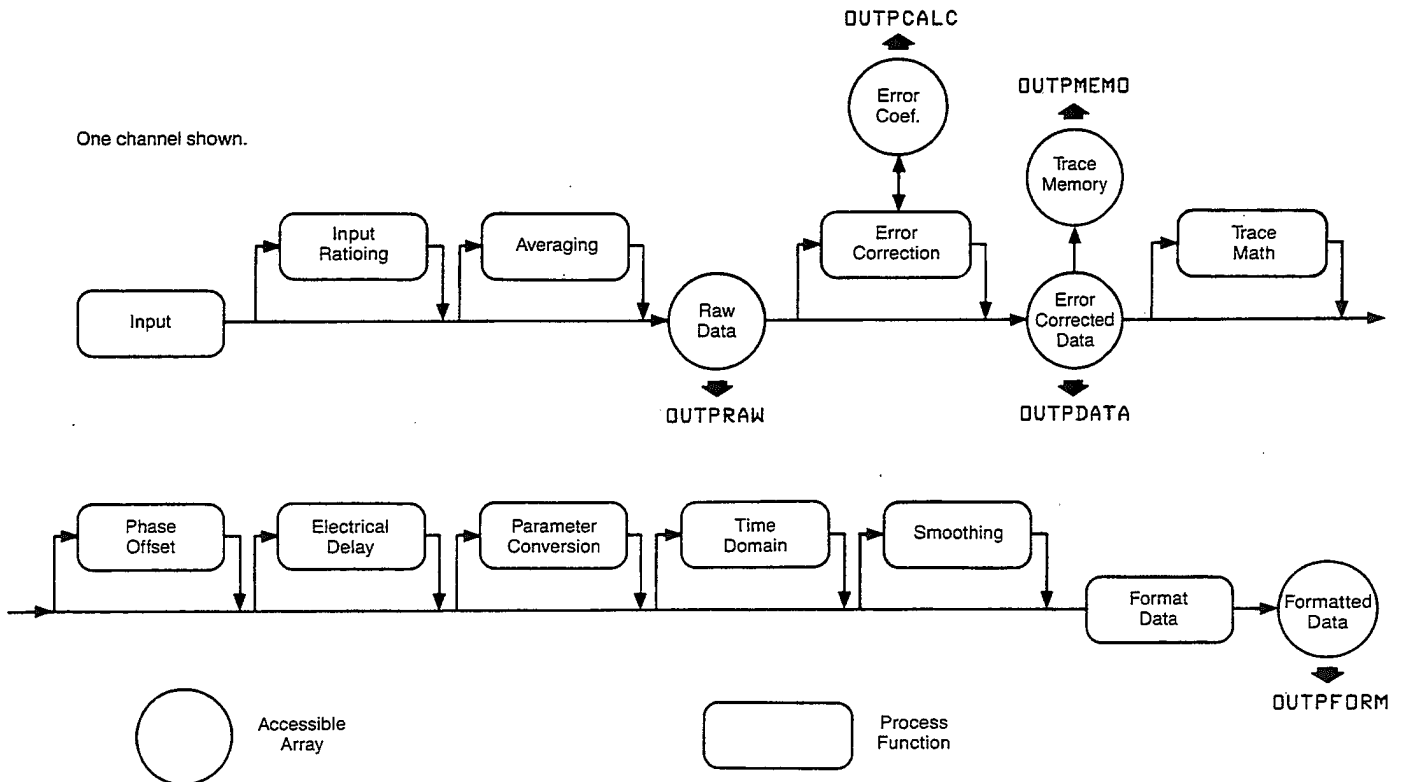 OUTPCALC
Error
Coef.
OUTPMEMO
Trace
Memory
One channel shown.
Input
Ratioing
Averaging
Error
Correction
Trace
Math
Input
Raw
Data
Error
Corrected
Data
OUTPRAW
OUTPDATA
Phase
Offset
Electrical
Delay
Parameter
Conversion
Time
Domain
Smoothing
Format
Data
Formatted
Data
OUTPFORM
Accessible
Array
Process
Function